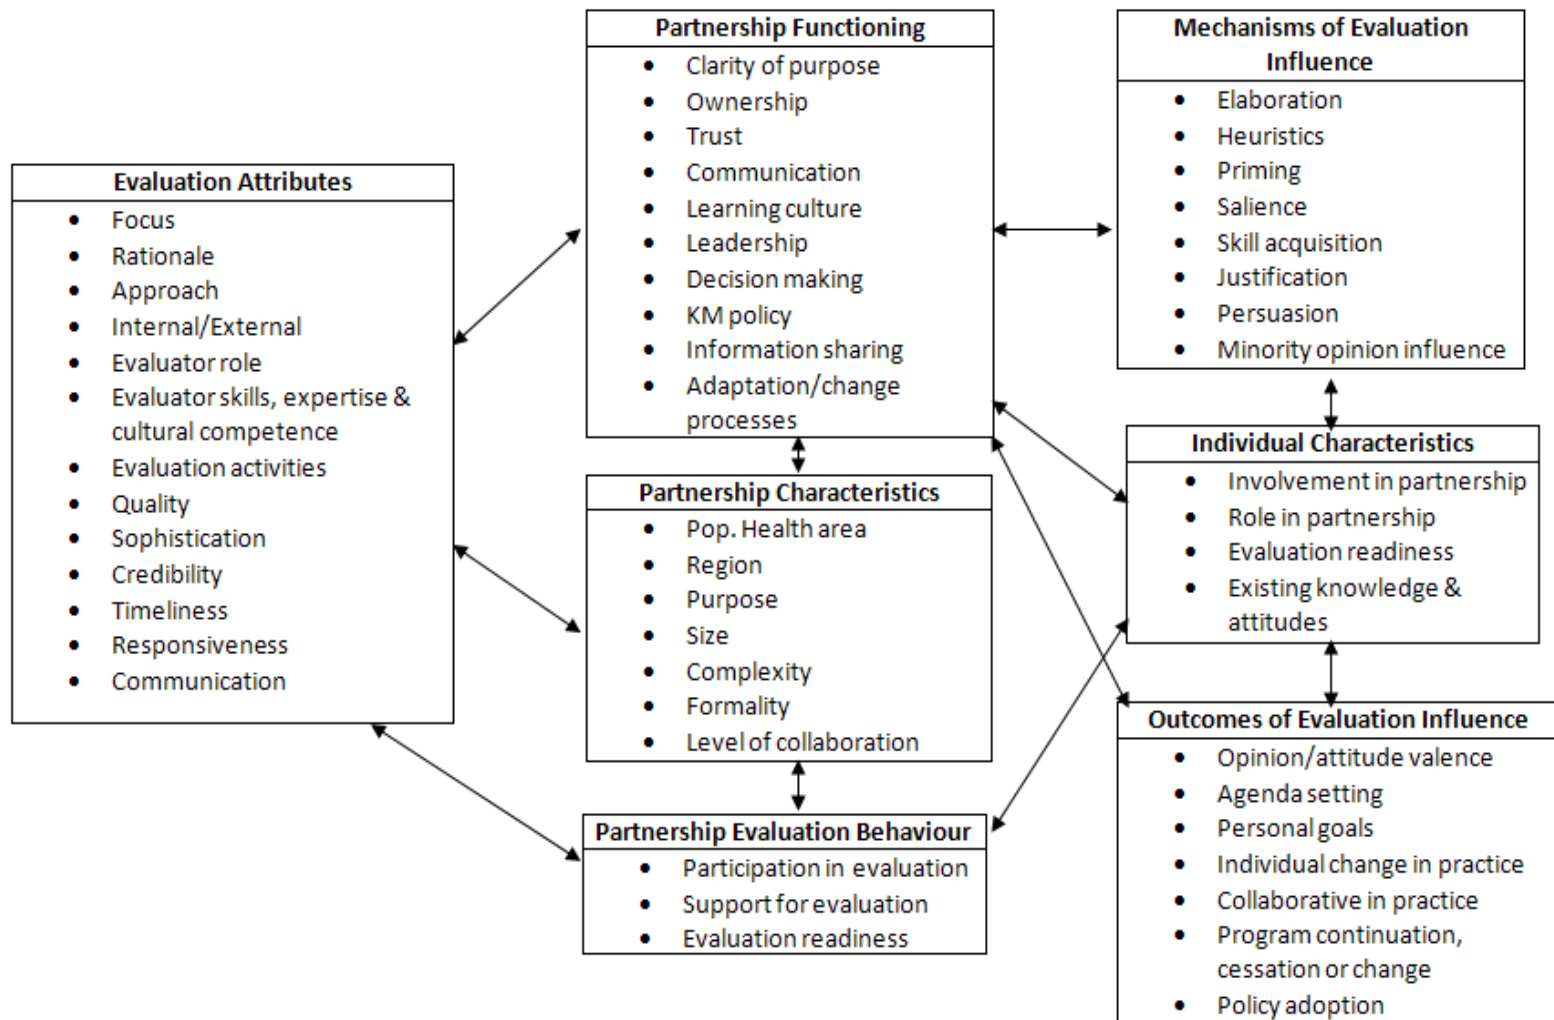 Evaluation Attributes
• Focus
• Rationale
• Approach
• Internal/External
• Evaluator role
• Evaluator skills, expertise &
cultural competence
• Evaluation activities
• Quality
• Sophistication
• Credibility
• Timeliness
• Responsiveness
• Communication
Partnership Functioning
• Clarity of purpose
• Ownership
• Trust
• Communication
• Learning culture
• Leadership
• Decision making
• KM policy
• Information sharing
• Adaptation/change
processes
Partnership Characteristics
• Pop. Health area
• Region
• Purpose
• Size
• Complexity
• Formality
• Level of collaboration
Partnership Evaluation Behaviour
• Participation in evaluation
• Support for evaluation
• Evaluation readiness
Mechanisms of Evaluation
Influence
• Elaboration
• Heuristics
• Priming
• Salience
• Skill acquisition
• Justification
• Persuasion
• Minority opinion influence
Individual Characteristics
• Involvement in partnership
• Role in partnership
• Evaluation readiness
• Existing knowledge &
attitudes
Outcomes of Evaluation Influence
• Opinion/attitude valence
• Agenda setting
• Personal goals
• Individual change in practice
• Collaborative in practice
• Program continuation,
cessation or change
• Policy adoption